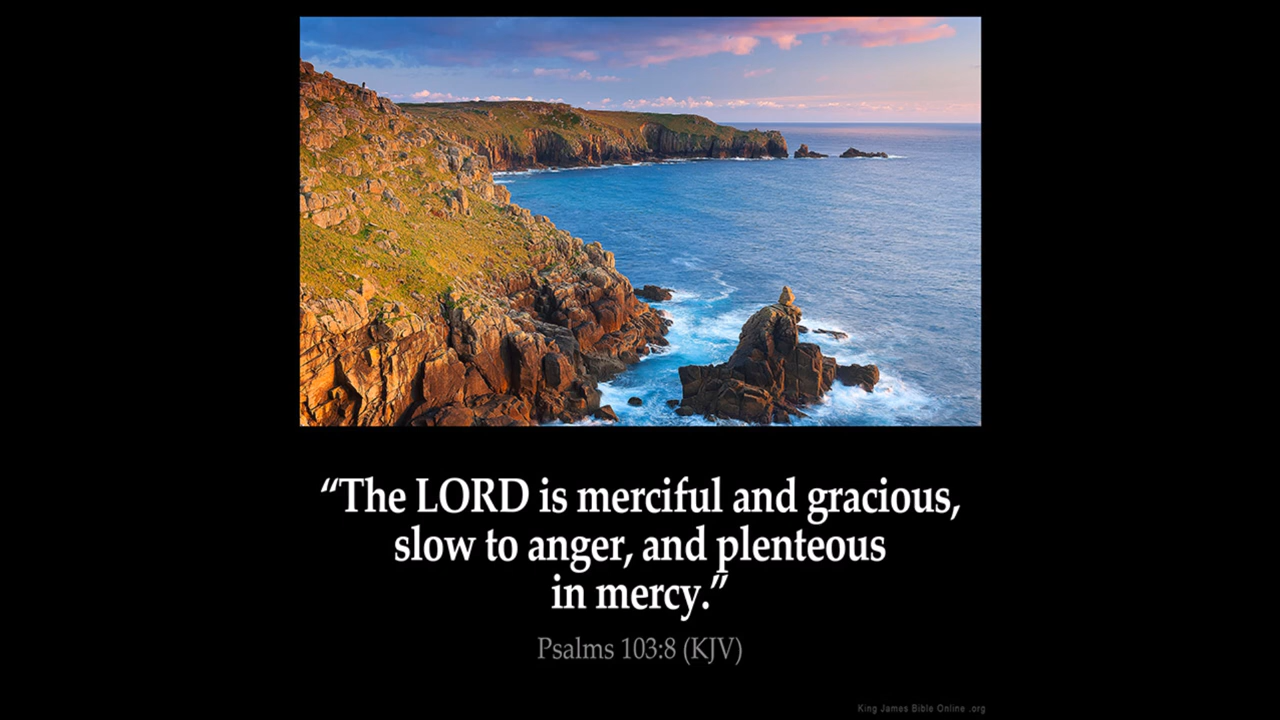 “The LORD is merciful and gracious,
slow to anger, and plenteous
in mercy.”
Psalms 103:8 (KJV)
King James Bible Online .org